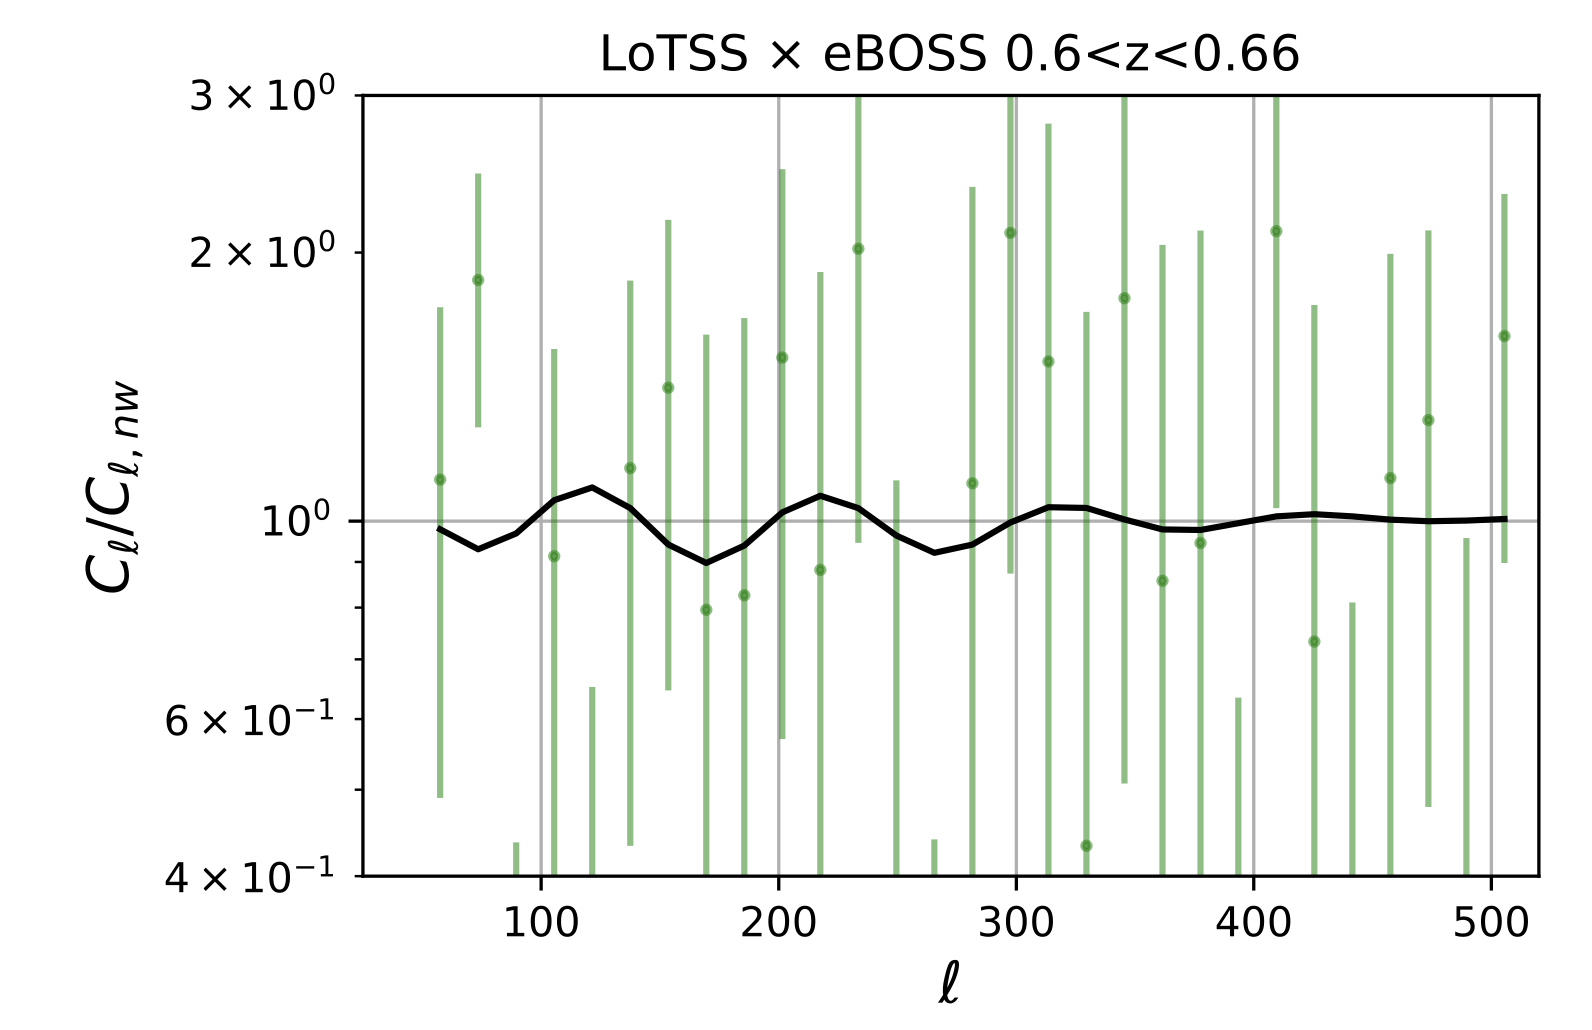 LoTSS × eBOSS 0.6<z<0.66
3 × 10⁰
2 × 10⁰
10⁰
6 × 10⁻¹
4 × 10⁻¹
C_ℓ/C_ℓ,nw
100 200 300 400 500
ℓ